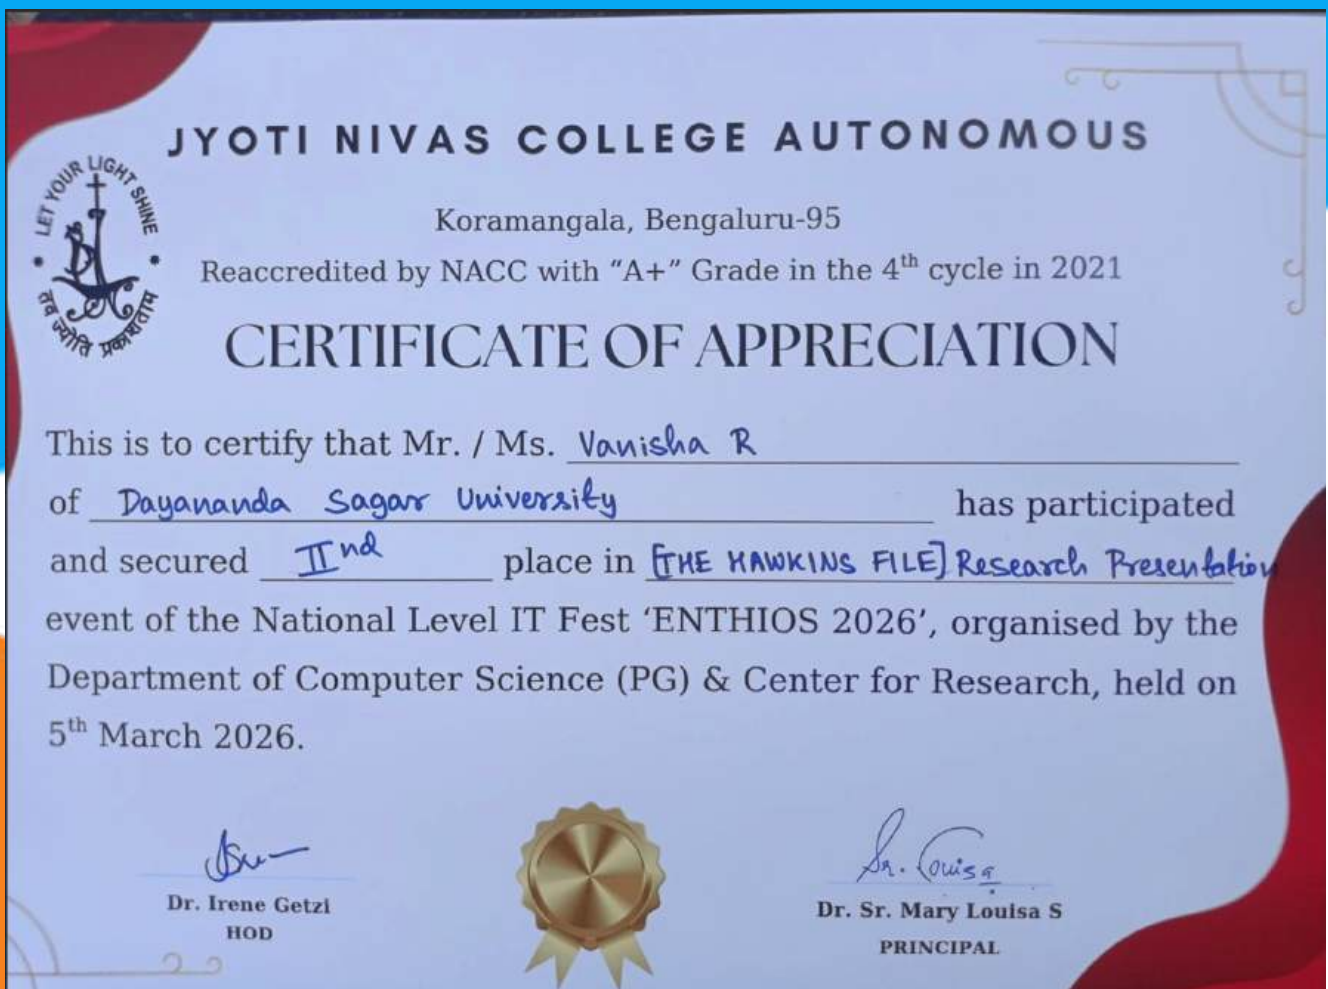 JYOTI NIVAS COLLEGE AUTONOMOUS
LET YOUR LIGHT SHINE
तव ज्योति प्रकाशताम
Koramangala, Bengaluru-95
Reaccredited by NACC with “A+” Grade in the 4th cycle in 2021
CERTIFICATE OF APPRECIATION
This is to certify that Mr. / Ms. Vanisha R
of Dayananda Sagar University has participated
and secured IInd place in [THE HAWKINS FILE] Research Presentation
event of the National Level IT Fest ‘ENTHIOS 2026’, organised by the
Department of Computer Science (PG) & Center for Research, held on
5th March 2026.
Sr. Louisa
Dr. Irene Getzi
HOD
Dr. Sr. Mary Louisa S
PRINCIPAL